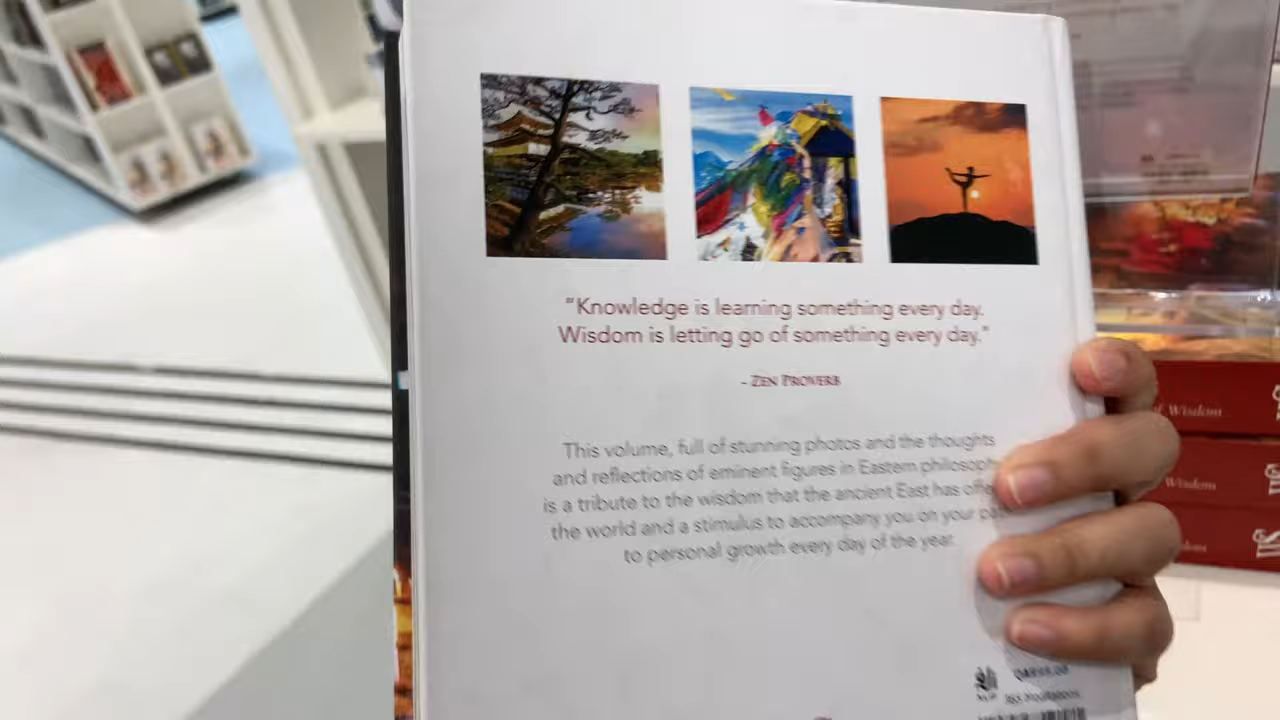 "Knowledge is learning something every day.
Wisdom is letting go of something every day."
- ZEN PROVERB
This volume, full of stunning photos and the thoughts
and reflections of eminent figures in Eastern
is a tribute to the wisdom that the ancient East has
the world and a stimulus to accompany you on your
to personal growth every day of the year.
of Wisdom
Wisdom